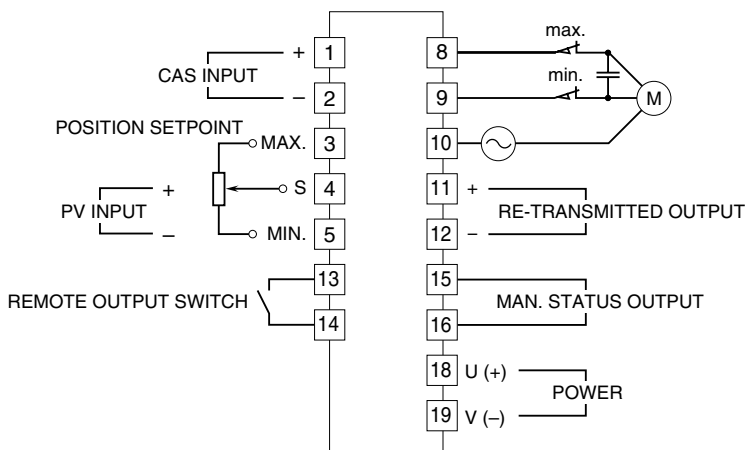 max.
+ 1 8
CAS INPUT
min.
– 2 9 M
POSITION SETPOINT
MAX. 3 10
+ S 4 11 +
PV INPUT RE-TRANSMITTED OUTPUT
– MIN. 5 12 –
13 15
REMOTE OUTPUT SWITCH MAN. STATUS OUTPUT
14 16
18 U (+)
POWER
19 V (–)